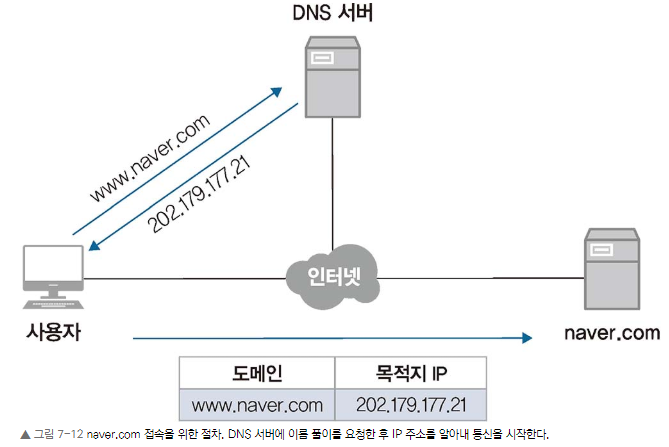 DNS 서버
www.naver.com
202.179.177.21
인터넷
사용자
naver.com
도메인 목적지 IP
www.naver.com 202.179.177.21
▲ 그림 7-12 naver.com 접속을 위한 절차. DNS 서버에 이름 풀이를 요청한 후 IP 주소를 알아내 통신을 시작한다.